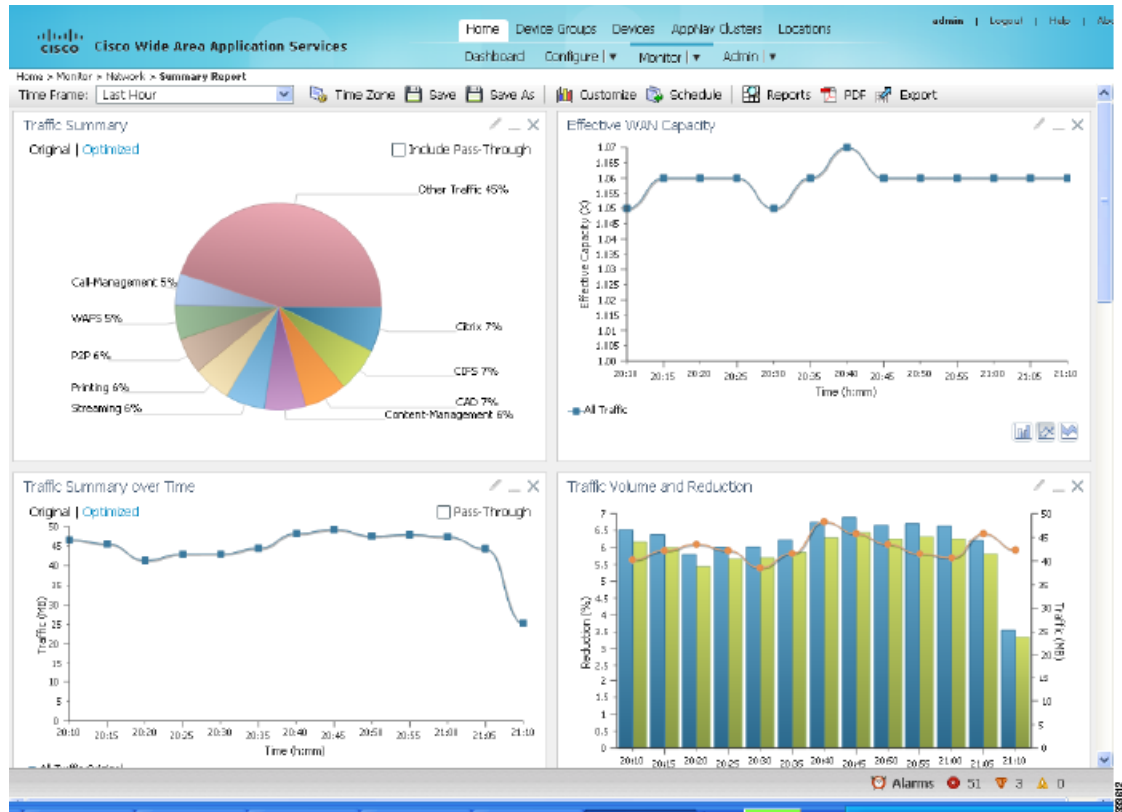 CISCO Cisco Wide Area Application Services
Home Device Groups Devices AppNav Clusters Locations
admin | Logout | Help | Abo
Dashboard Configure | ▼ Monitor | ▼ Admin | ▼
Home > Monitor > Network > Summary Report
Time Frame: Last Hour Time Zone Save Save As | Customize Schedule | Reports PDF Export
Traffic Summary
Original | Optimized Include Pass-Through
Other Traffic 45%
Call-Management 5%
WAFS 5%
P2P 6%
Printing 6%
Streaming 6%
Citrix 7%
CIFS 7%
CAD 7%
Content-Management 6%
Effective WAN Capacity
Effective Capacity (X)
1.07
1.065
1.06
1.055
1.05
1.045
1.04
1.035
1.03
1.025
1.02
1.015
1.01
1.005
1.00
20:10 20:15 20:20 20:25 20:30 20:35 20:40 20:45 20:50 20:55 21:00 21:05 21:10
Time (h:mm)
All Traffic
Traffic Summary over Time
Original | Optimized Pass-Through
Traffic (MB)
50
45
40
35
30
25
20
15
10
5
0
20:10 20:15 20:20 20:25 20:30 20:35 20:40 20:45 20:50 20:55 21:00 21:05 21:10
Time (h:mm)
Traffic Volume and Reduction
Reduction (%)
7
6.5
6
5.5
5
4.5
4
3.5
3
2.5
2
1.5
1
0.5
0
Traffic (MB)
50
45
40
35
30
25
20
15
10
5
0
20:10 20:15 20:20 20:25 20:30 20:35 20:40 20:45 20:50 20:55 21:00 21:05 21:10
Alarms 51 3 0
333612